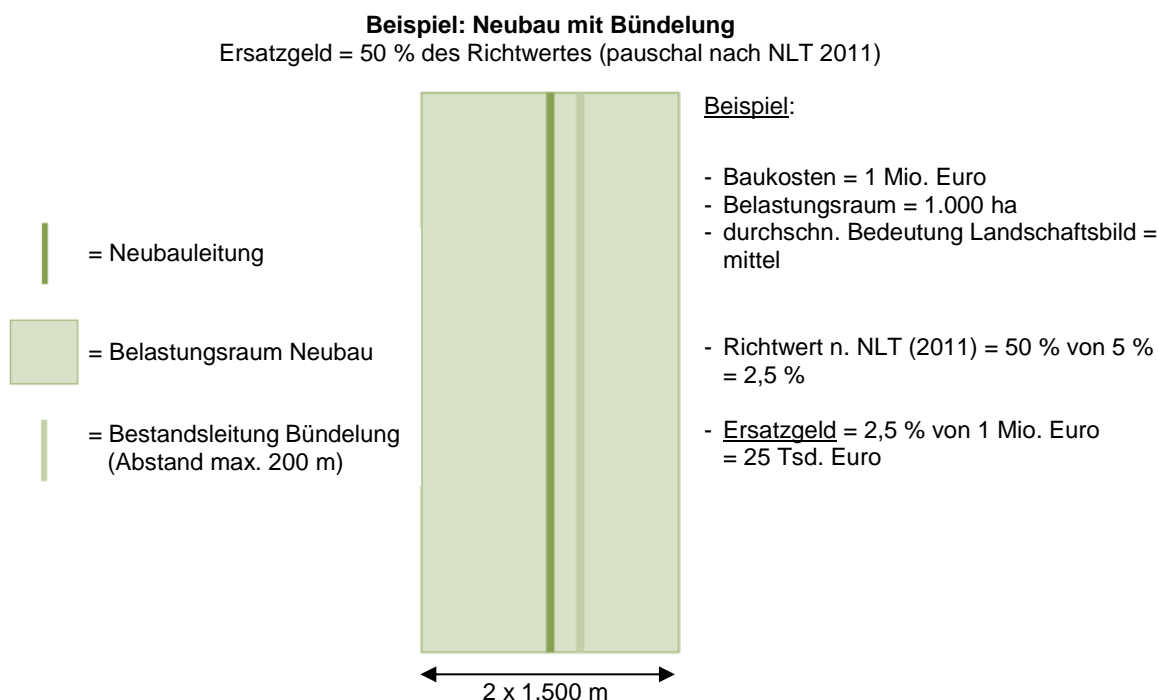 Beispiel: Neubau mit Bündelung
Ersatzgeld = 50 % des Richtwertes (pauschal nach NLT 2011)
= Neubauleitung
= Belastungsraum Neubau
= Bestandsleitung Bündelung
(Abstand max. 200 m)
2 x 1.500 m
Beispiel:
- Baukosten = 1 Mio. Euro
- Belastungsraum = 1.000 ha
- durchschn. Bedeutung Landschaftsbild =
mittel
- Richtwert n. NLT (2011) = 50 % von 5 %
= 2,5 %
- Ersatzgeld = 2,5 % von 1 Mio. Euro
= 25 Tsd. Euro